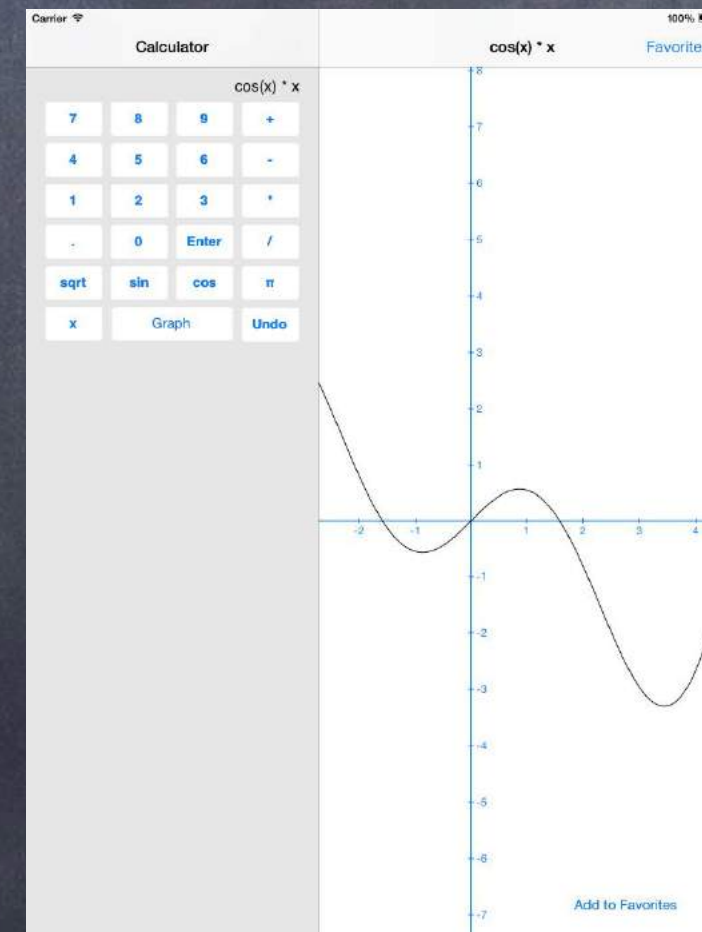 Carrier 100%
Calculator cos(x) * x Favorite
cos(x) * x
7 8 9 +
4 5 6 -
1 2 3 *
. 0 Enter /
sqrt sin cos π
x Graph Undo
8
7
6
5
4
3
2
1
-2 -1 1 2 3 4
-1
-2
-3
-4
-5
-6
Add to Favorites
-7